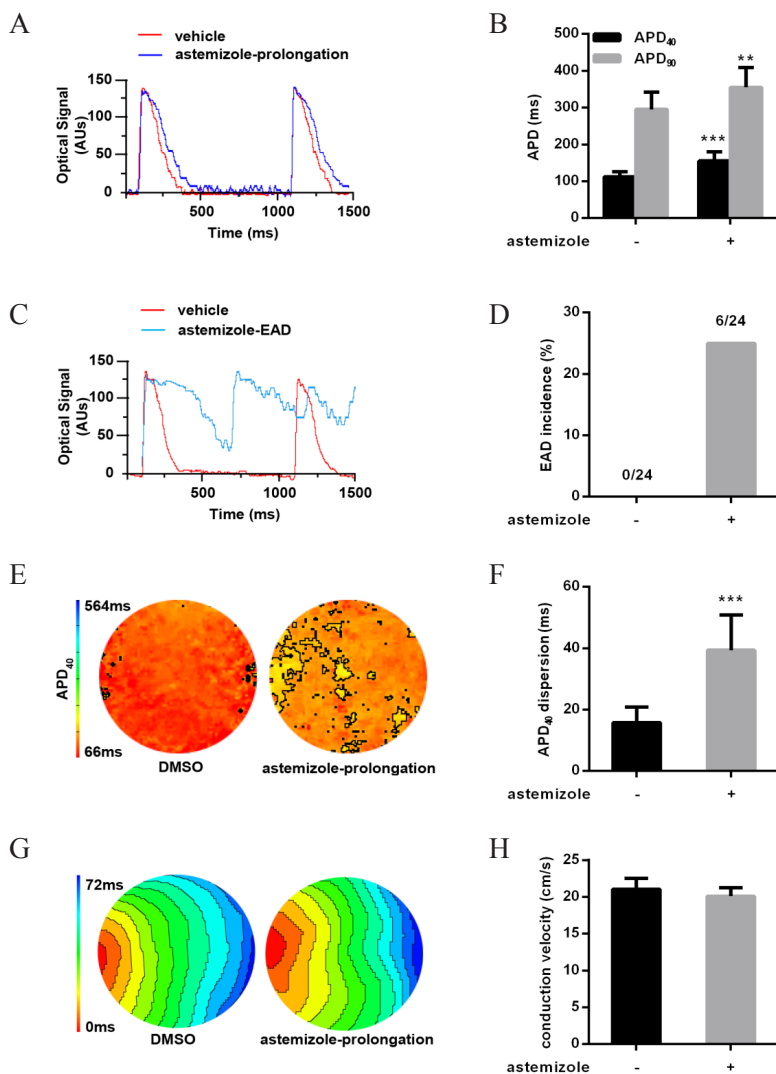 A
vehicle
astemizole-prolongation
150
100
50
0
Optical Signal
(AUs)
500
1000
1500
Time (ms)
B
APD40
APD90
500
400
300
200
100
0
APD (ms)
***
**
astemizole
-
+
C
vehicle
astemizole-EAD
150
100
50
0
Optical Signal
(AUs)
500
1000
1500
Time (ms)
D
30
20
10
0
EAD incidence (%)
0/24
6/24
astemizole
-
+
E
564ms
APD40
66ms
DMSO
astemizole-prolongation
F
60
40
20
0
APD40 dispersion (ms)
***
astemizole
-
+
G
72ms
0ms
DMSO
astemizole-prolongation
H
25
20
15
10
5
0
conduction velocity (cm/s)
astemizole
-
+